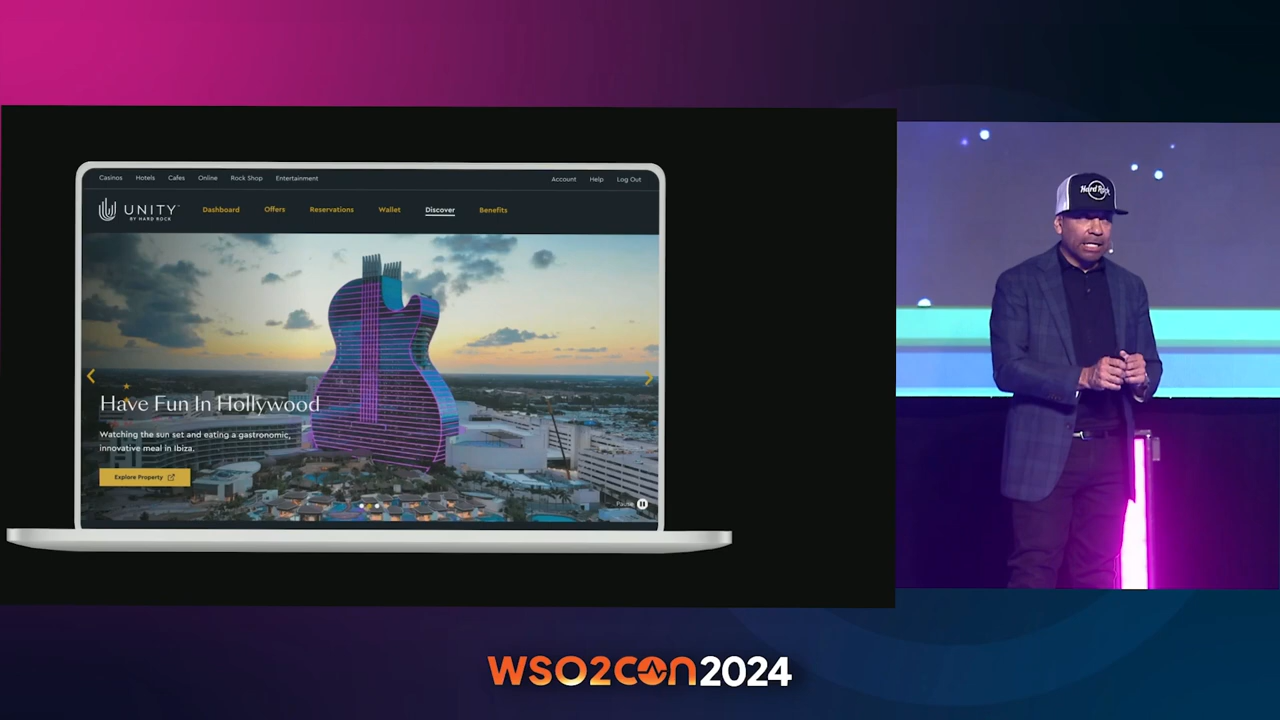 Casinos Hotels Cafes Online Rock Shop Entertainment Account Help Log Out
UNITY
BY HARD ROCK
Dashboard Offers Reservations Wallet Discover Benefits
Have Fun In Hollywood
Watching the sun set and eating a gastronomic,
innovative meal in Ibiza.
Explore Property
Pause
Hard Rock
WSO2CON2024